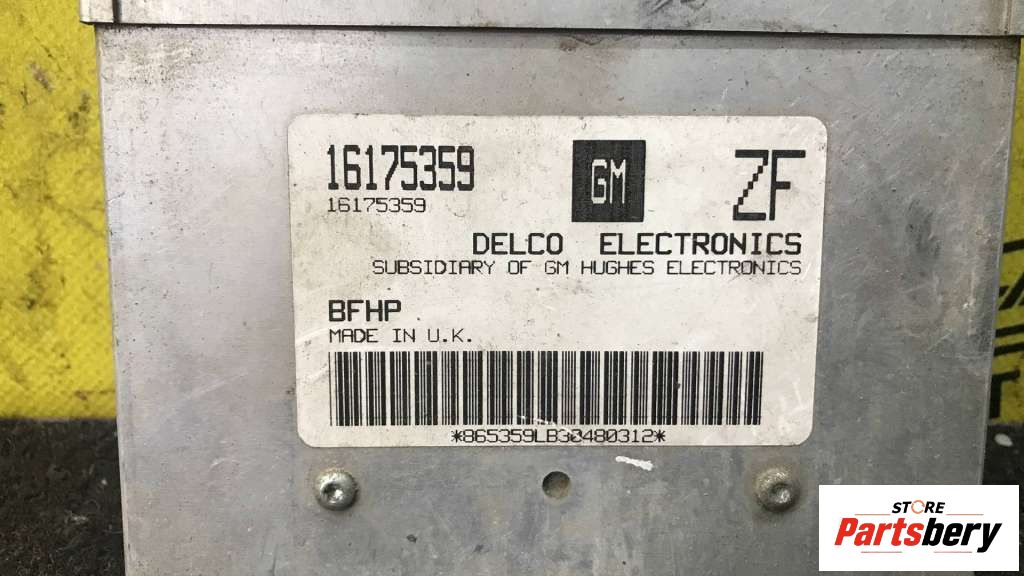 16175359
16175359
GM
ZF
DELCO ELECTRONICS
SUBSIDIARY OF GM HUGHES ELECTRONICS
BFHP
MADE IN U.K.
*865359LB30480312*
STORE
Partsbery